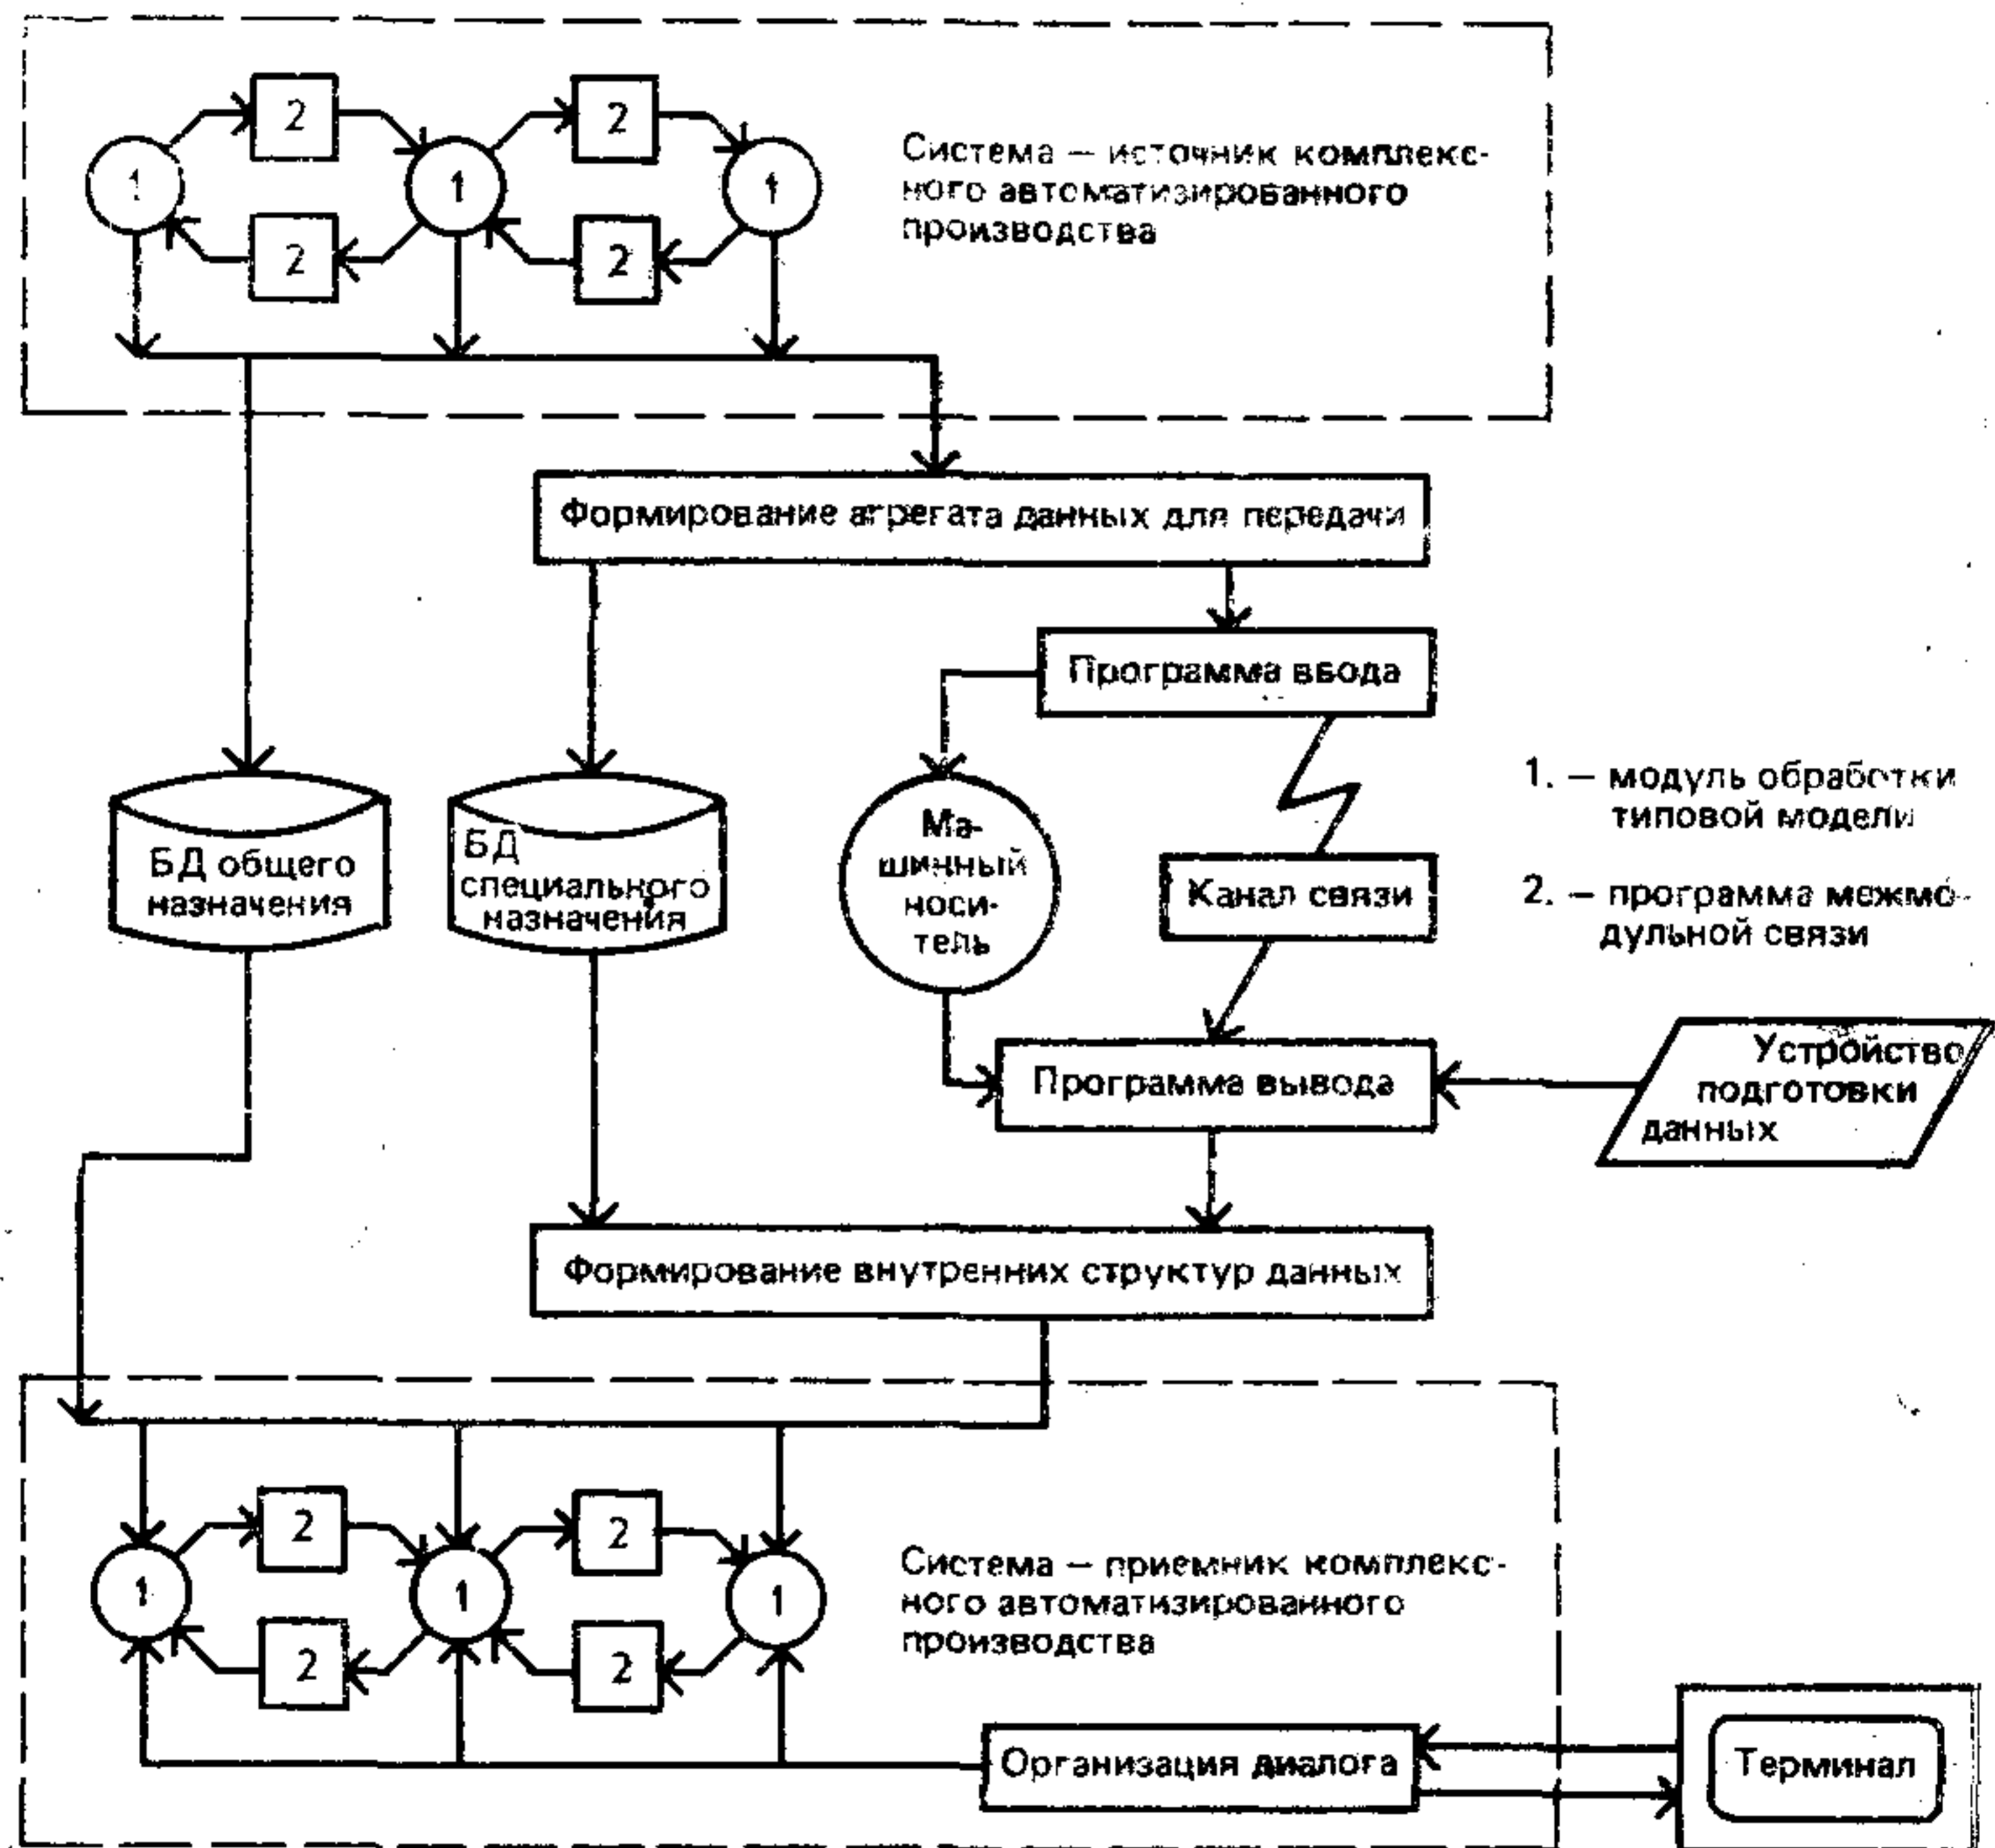 2
2
1
1
1
2
2
Система — источник комплекс-
ного автоматизированного
производства
Формирование агрегата данных для передачи
Программа ввода
БД общего
назначения
БД
специального
назначения
Ма-
шинный
носи-
тель
Канал связи
1. — модуль обработки
типовой модели
2. — программа межмо-
дульной связи
Программа вывода
Устройство
подготовки
данных
Формирование внутренних структур данных
2
2
1
1
1
2
2
Система — приемник комплекс-
ного автоматизированного
производства
Организация диалога
Терминал